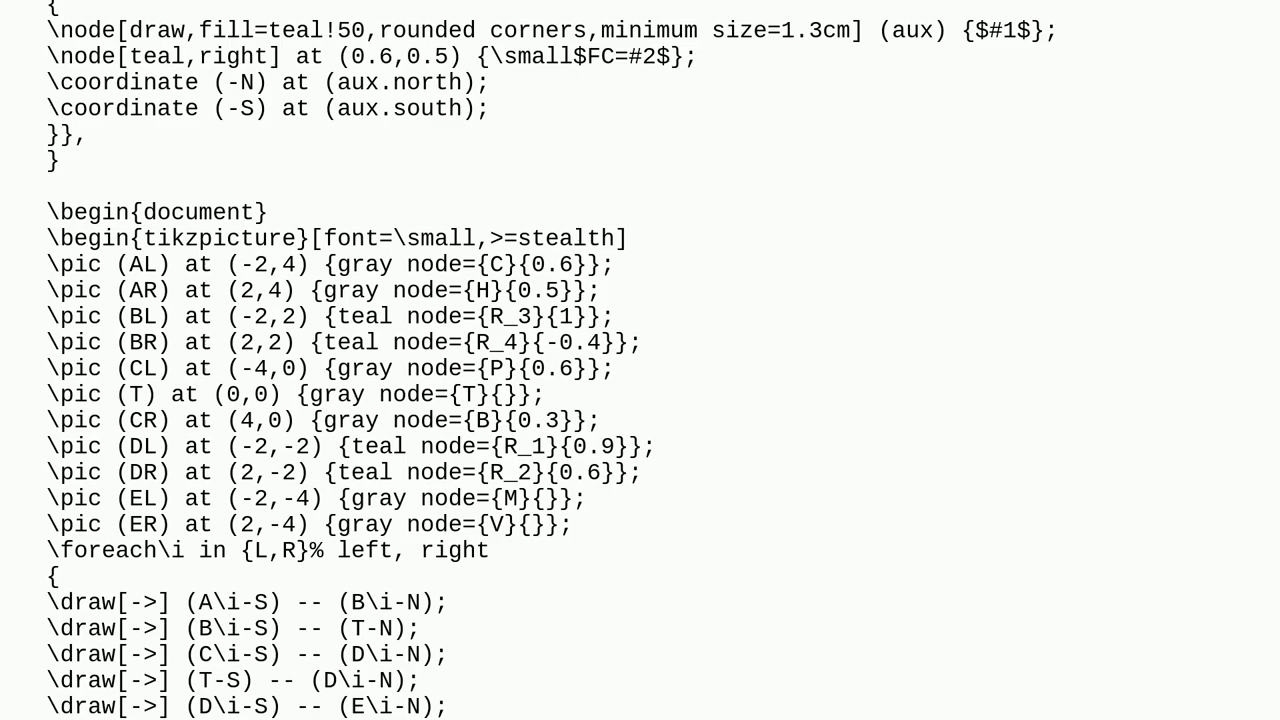 {
\node[draw,fill=teal!50,rounded corners,minimum size=1.3cm] (aux) {$#1$};
\node[teal,right] at (0.6,0.5) {\small$FC=#2$};
\coordinate (-N) at (aux.north);
\coordinate (-S) at (aux.south);
}},
}
\begin{document}
\begin{tikzpicture}[font=\small,>=stealth]
\pic (AL) at (-2,4) {gray node={C}{0.6}};
\pic (AR) at (2,4) {gray node={H}{0.5}};
\pic (BL) at (-2,2) {teal node={R_3}{1}};
\pic (BR) at (2,2) {teal node={R_4}{-0.4}};
\pic (CL) at (-4,0) {gray node={P}{0.6}};
\pic (T) at (0,0) {gray node={T}{}};
\pic (CR) at (4,0) {gray node={B}{0.3}};
\pic (DL) at (-2,-2) {teal node={R_1}{0.9}};
\pic (DR) at (2,-2) {teal node={R_2}{0.6}};
\pic (EL) at (-2,-4) {gray node={M}{}};
\pic (ER) at (2,-4) {gray node={V}{}};
\foreach\i in {L,R}% left, right
{
\draw[->] (A\i-S) -- (B\i-N);
\draw[->] (B\i-S) -- (T-N);
\draw[->] (C\i-S) -- (D\i-N);
\draw[->] (T-S) -- (D\i-N);
\draw[->] (D\i-S) -- (E\i-N);